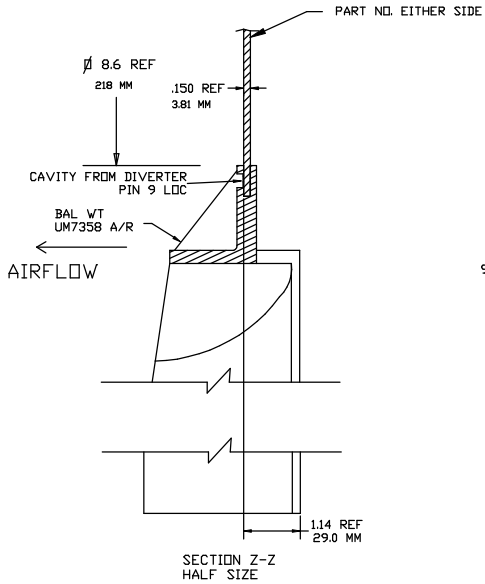 PART NO. EITHER SIDE
Ø 8.6 REF
218 MM
.150 REF
3.81 MM
CAVITY FROM DIVERTER
PIN 9 LOC
BAL WT
UM7358 A/R
AIRFLOW
9
1.14 REF
29.0 MM
SECTION Z-Z
HALF SIZE